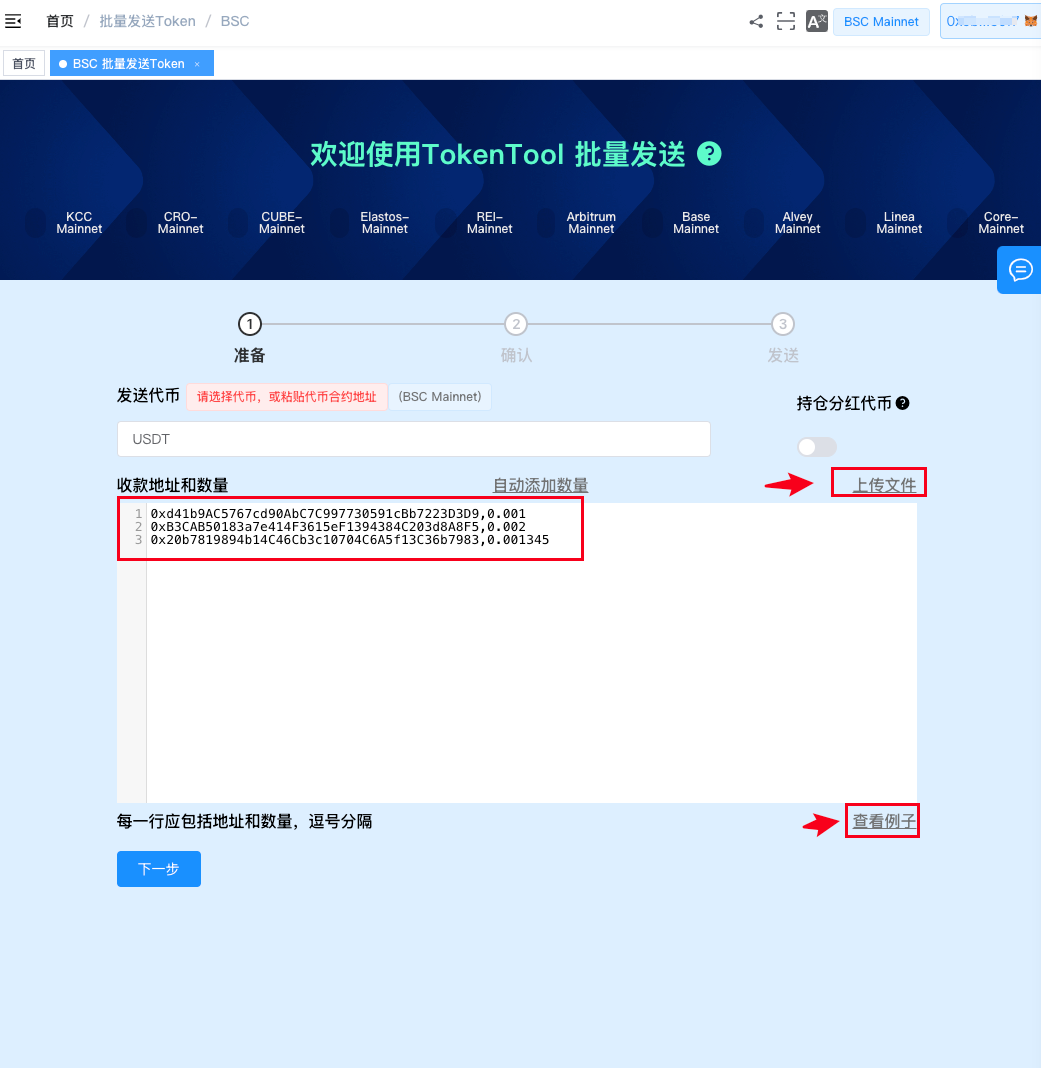 首页 / 批量发送Token / BSC
BSC Mainnet
首页
BSC 批量发送Token ×
欢迎使用TokenTool 批量发送 ?
KCC Mainnet
CRO-Mainnet
CUBE-Mainnet
Elastos-Mainnet
REI-Mainnet
Arbitrum Mainnet
Base Mainnet
Alvey Mainnet
Linea Mainnet
Core-Mainnet
1
2
3
准备
确认
发送
发送代币 请选择代币，或粘贴代币合约地址 (BSC Mainnet)
持仓分红代币 ?
USDT
收款地址和数量
自动添加数量
上传文件
1 0xd41b9AC5767cd90AbC7C997730591cBb7223D3D9,0.001
2 0xB3CAB50183a7e414F3615eF1394384C203d8A8F5,0.002
3 0x20b7819894b14C46Cb3c10704C6A5f13C36b7983,0.001345
每一行应包括地址和数量，逗号分隔
查看例子
下一步